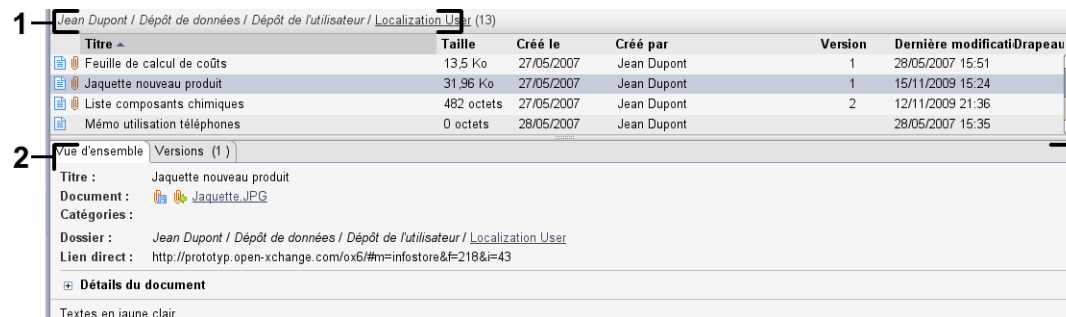 1 Jean Dupont / Dépôt de données / Dépôt de l'utilisateur / Localization User (13)
Titre Taille Créé le Créé par Version Dernière modificati Drapeau
Feuille de calcul de coûts 13,5 Ko 27/05/2007 Jean Dupont 1 28/05/2007 15:51
Jaquette nouveau produit 31,96 Ko 27/05/2007 Jean Dupont 1 15/11/2009 15:24
Liste composants chimiques 482 octets 27/05/2007 Jean Dupont 2 12/11/2009 21:36
Mémo utilisation téléphones 0 octets 28/05/2007 Jean Dupont 28/05/2007 15:35
2 Vue d'ensemble Versions (1)
Titre : Jaquette nouveau produit
Document : Jaquette.JPG
Catégories :
Dossier : Jean Dupont / Dépôt de données / Dépôt de l'utilisateur / Localization User
Lien direct : http://prototyp.open-xchange.com/ox6/#m=infostore&f=218&i=43
Détails du document
Textes en jaune clair